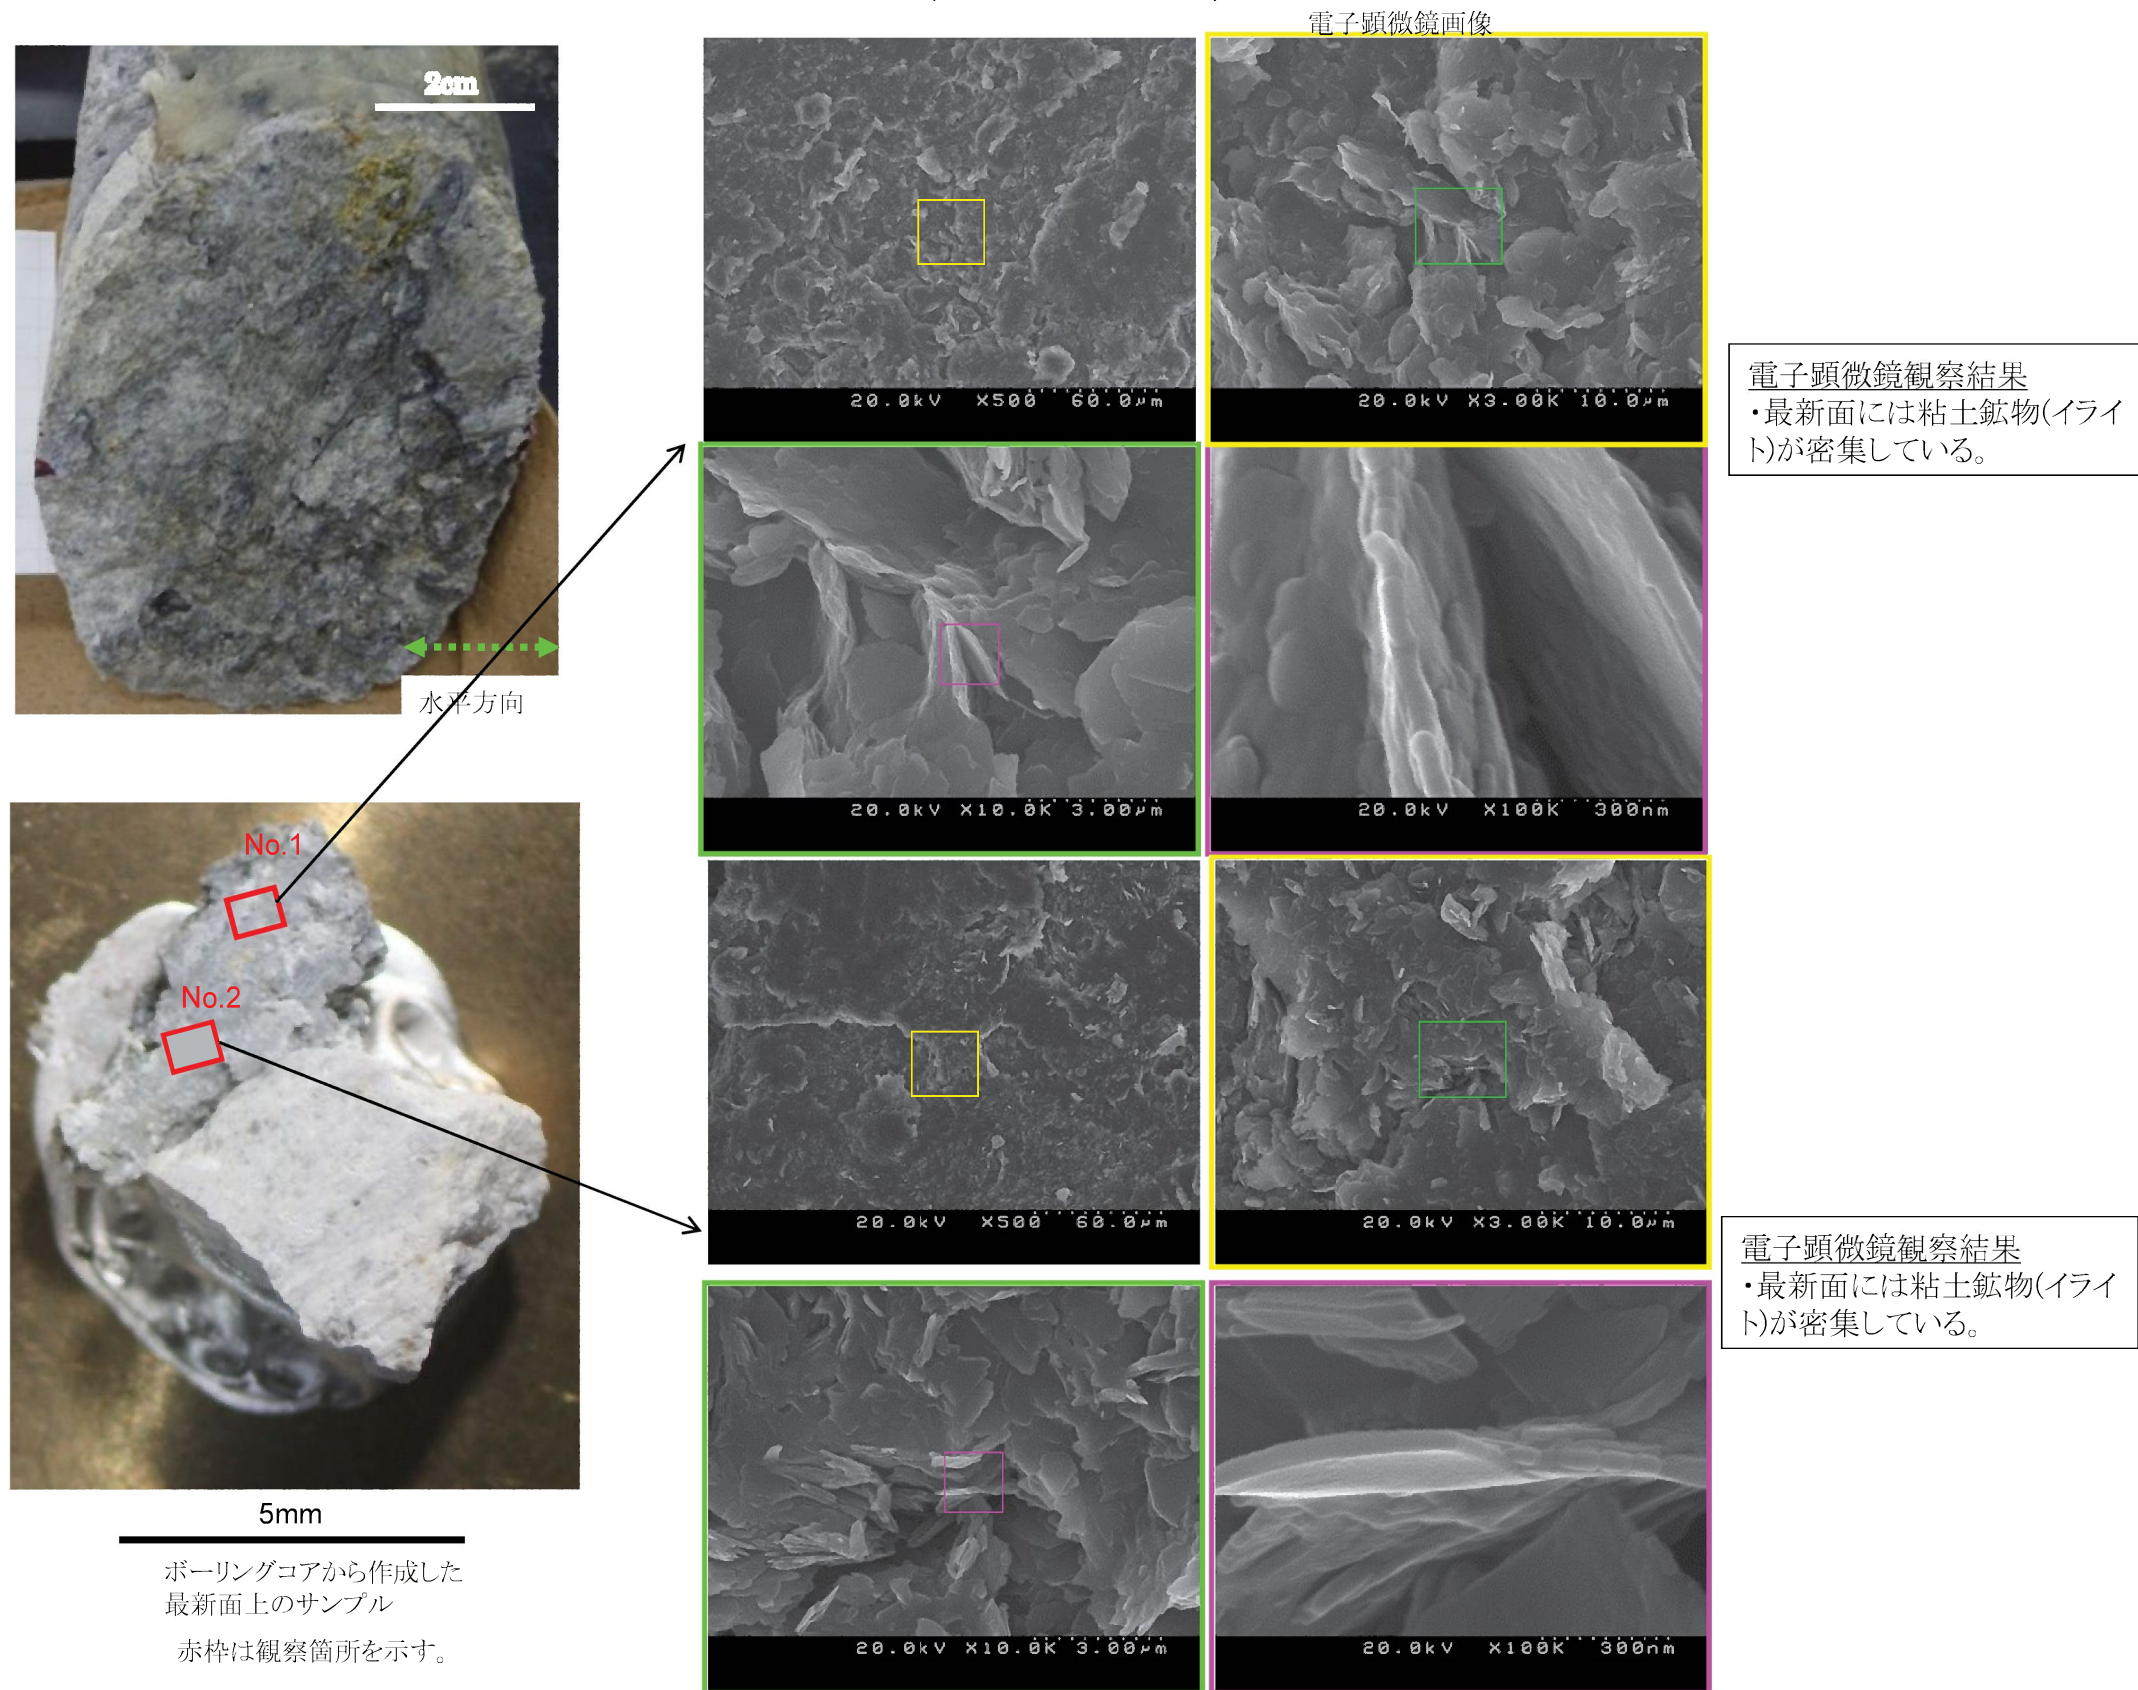 電子顕微鏡画像
2cm
水平方向
20.0kV X500 60.0μm
20.0kV X3.00K 10.0μm
電子顕微鏡観察結果
・最新面には粘土鉱物(イライ
ト)が密集している。
20.0kV X10.0K 3.00μm
20.0kV X100K 300nm
No.1
No.2
20.0kV X500 60.0μm
20.0kV X3.00K 10.0μm
電子顕微鏡観察結果
・最新面には粘土鉱物(イライ
ト)が密集している。
20.0kV X10.0K 3.00μm
20.0kV X100K 300nm
5mm
ボーリングコアから作成した
最新面上のサンプル
赤枠は観察箇所を示す。